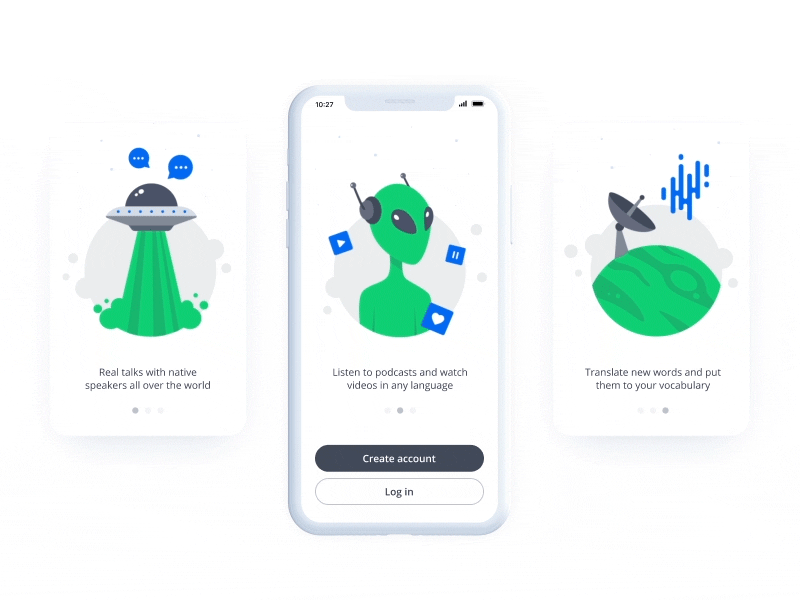 10:27
Real talks with native
speakers all over the world
Listen to podcasts and watch
videos in any language
Create account
Log in
Translate new words and put
them to your vocabulary